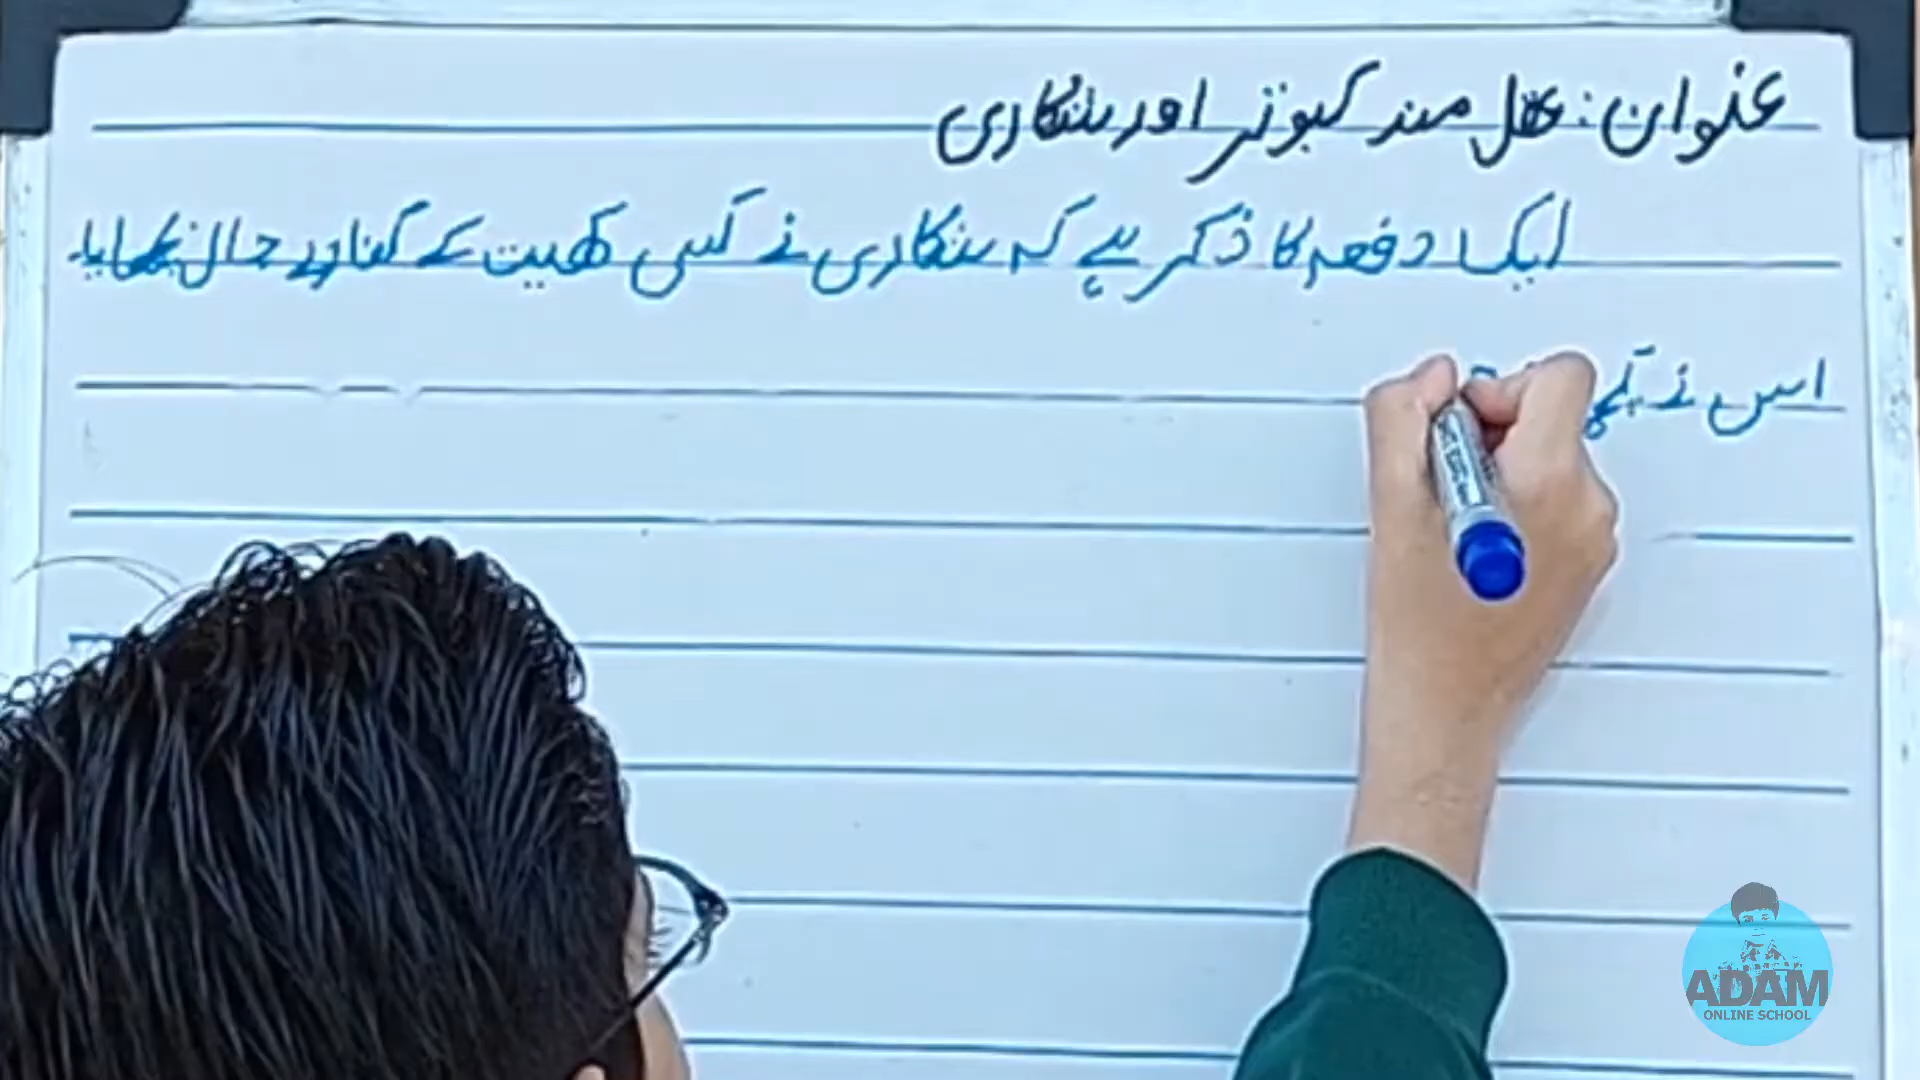 عنوان: عقل مند کبوتر اور شکاری
ایک دفعہ کا ذکر ہے کہ شکاری نے کسی کھیت کے کنارے جال بچھایا۔
اس نے کچھ
ADAM
ONLINE SCHOOL